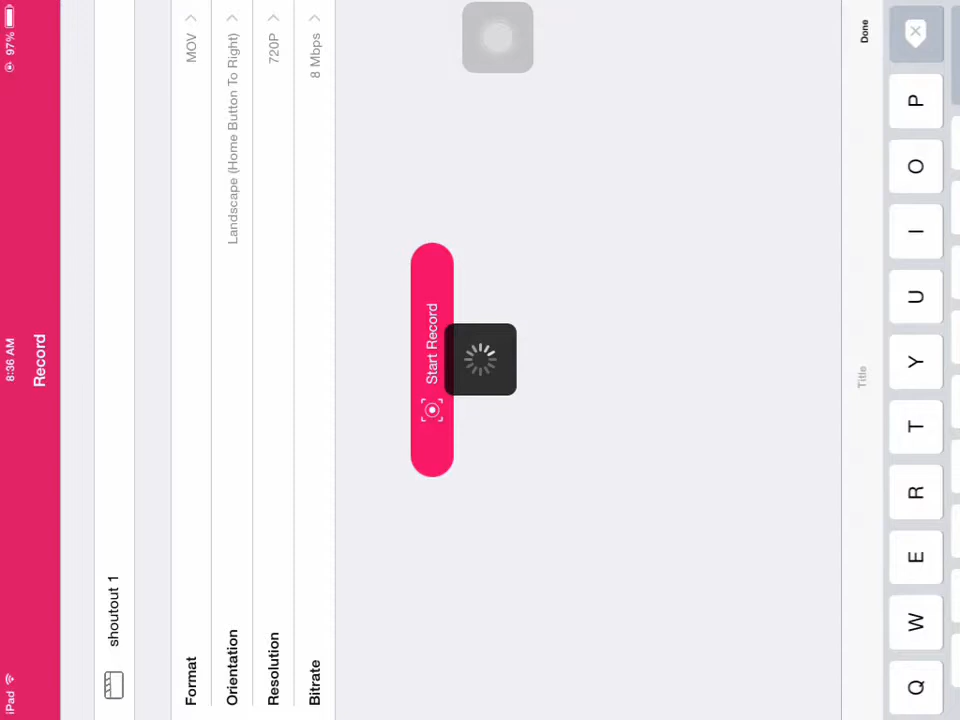 iPad 8:36 AM 97%
Record
shoutout 1
Format MOV
Orientation Landscape (Home Button To Right)
Resolution 720P
Bitrate 8 Mbps
Start Record
Title Done
Q W E R T Y U I O P